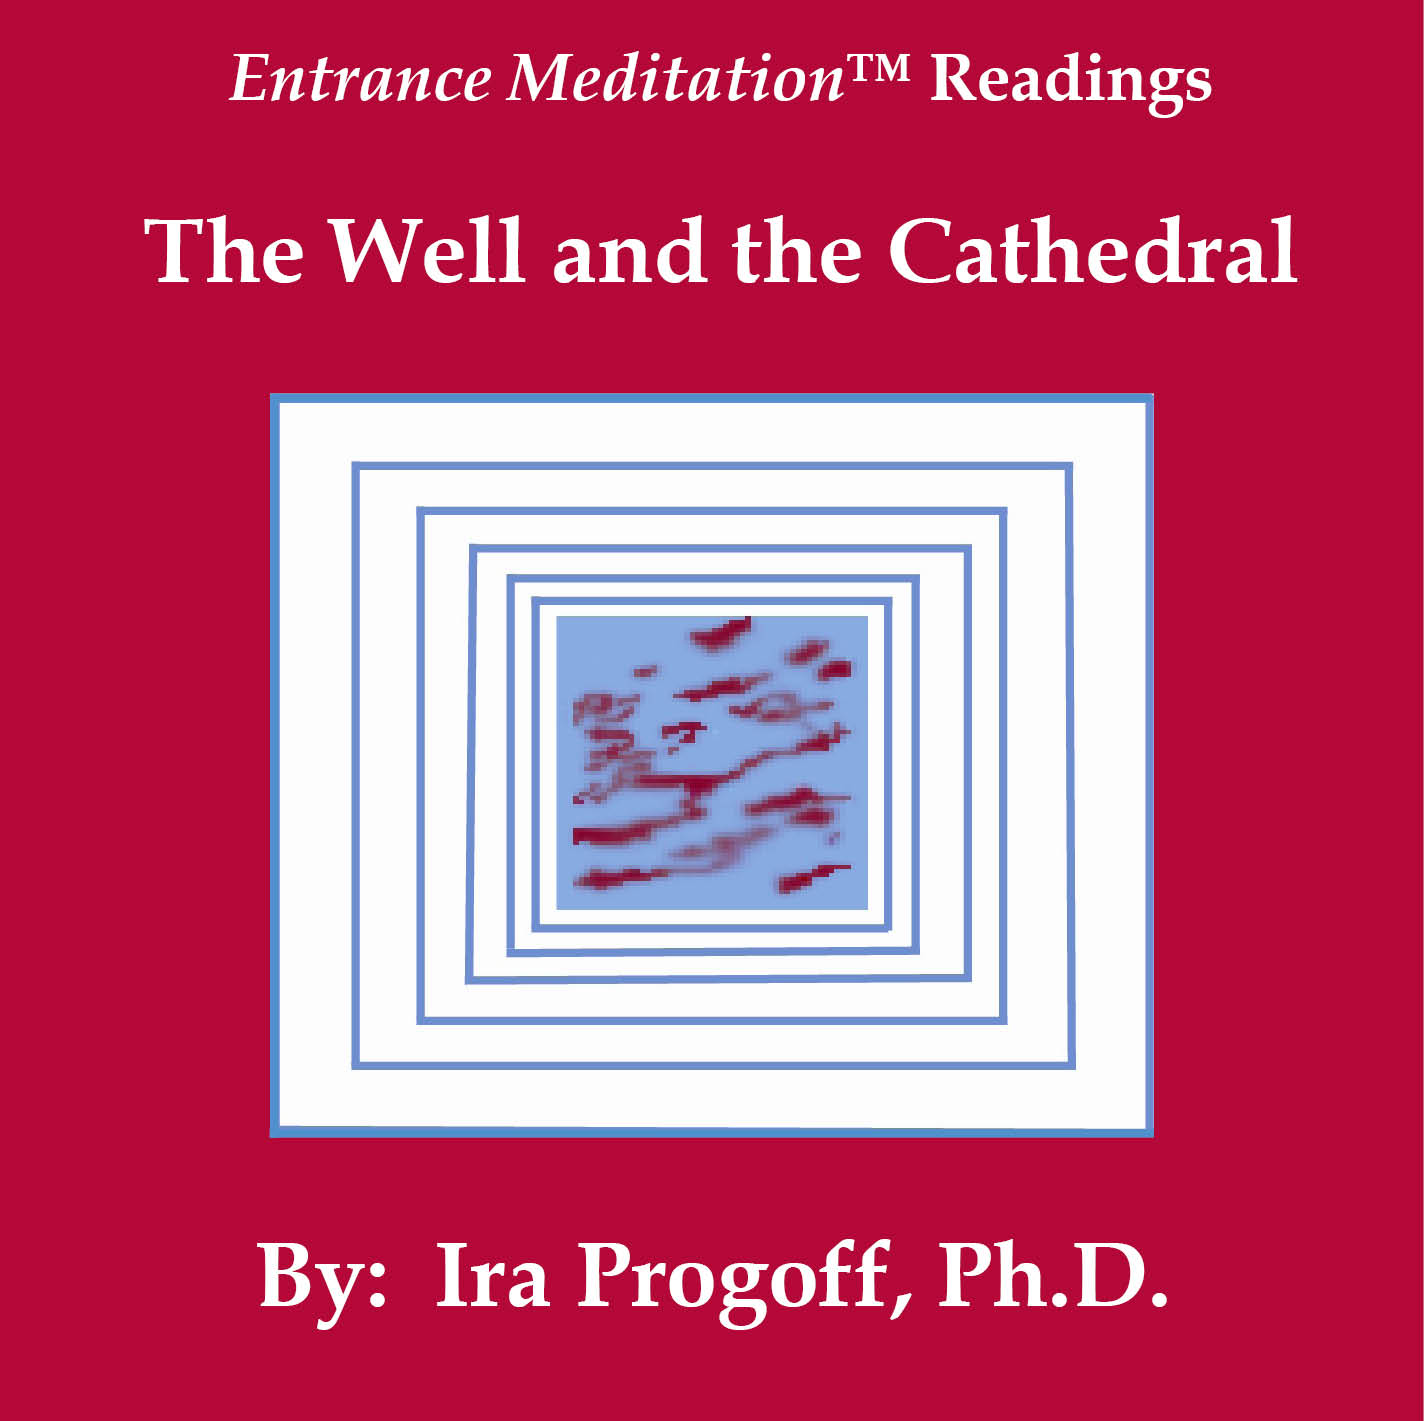 Entrance Meditation™ Readings
The Well and the Cathedral
By:  Ira Progoff, Ph.D.